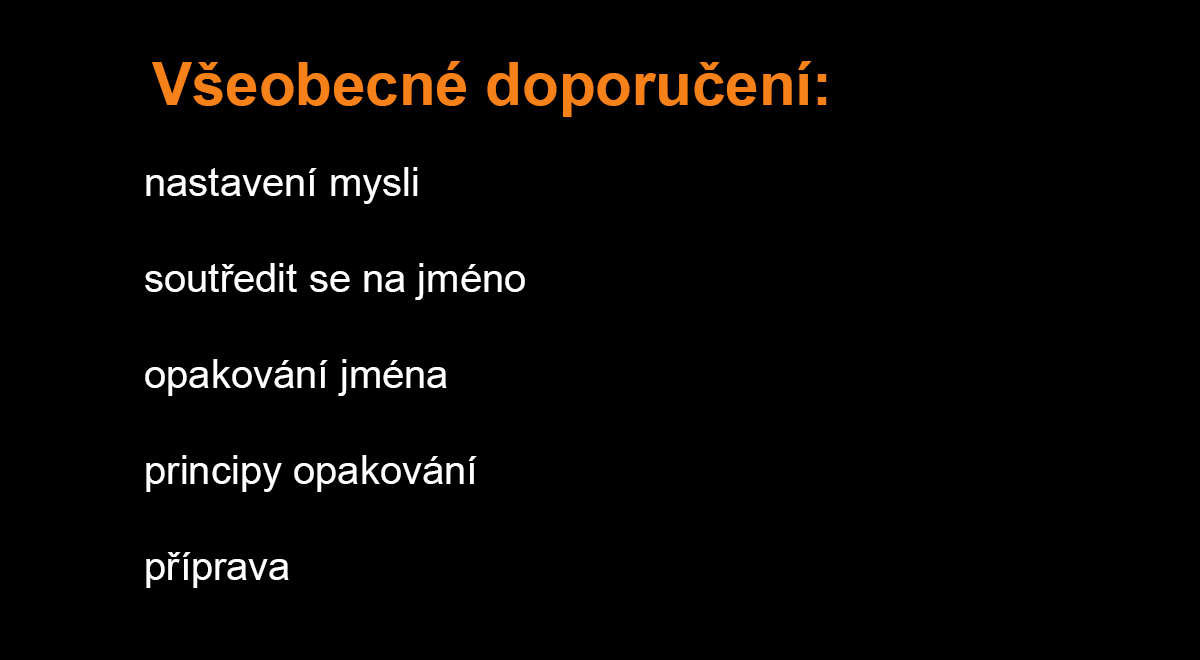 Všeobecné doporučení:
nastavení mysli
soutředit se na jméno
opakování jména
principy opakování
příprava